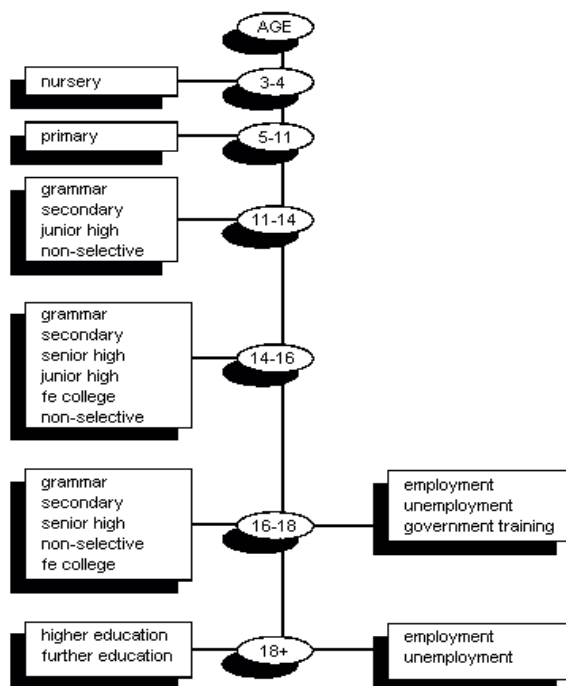 AGE
nursery
3-4
primary
5-11
grammar
secondary
junior high
non-selective
11-14
grammar
secondary
senior high
junior high
fe college
non-selective
14-16
grammar
secondary
senior high
non-selective
fe college
16-18
employment
unemployment
government training
higher education
further education
18+
employment
unemployment